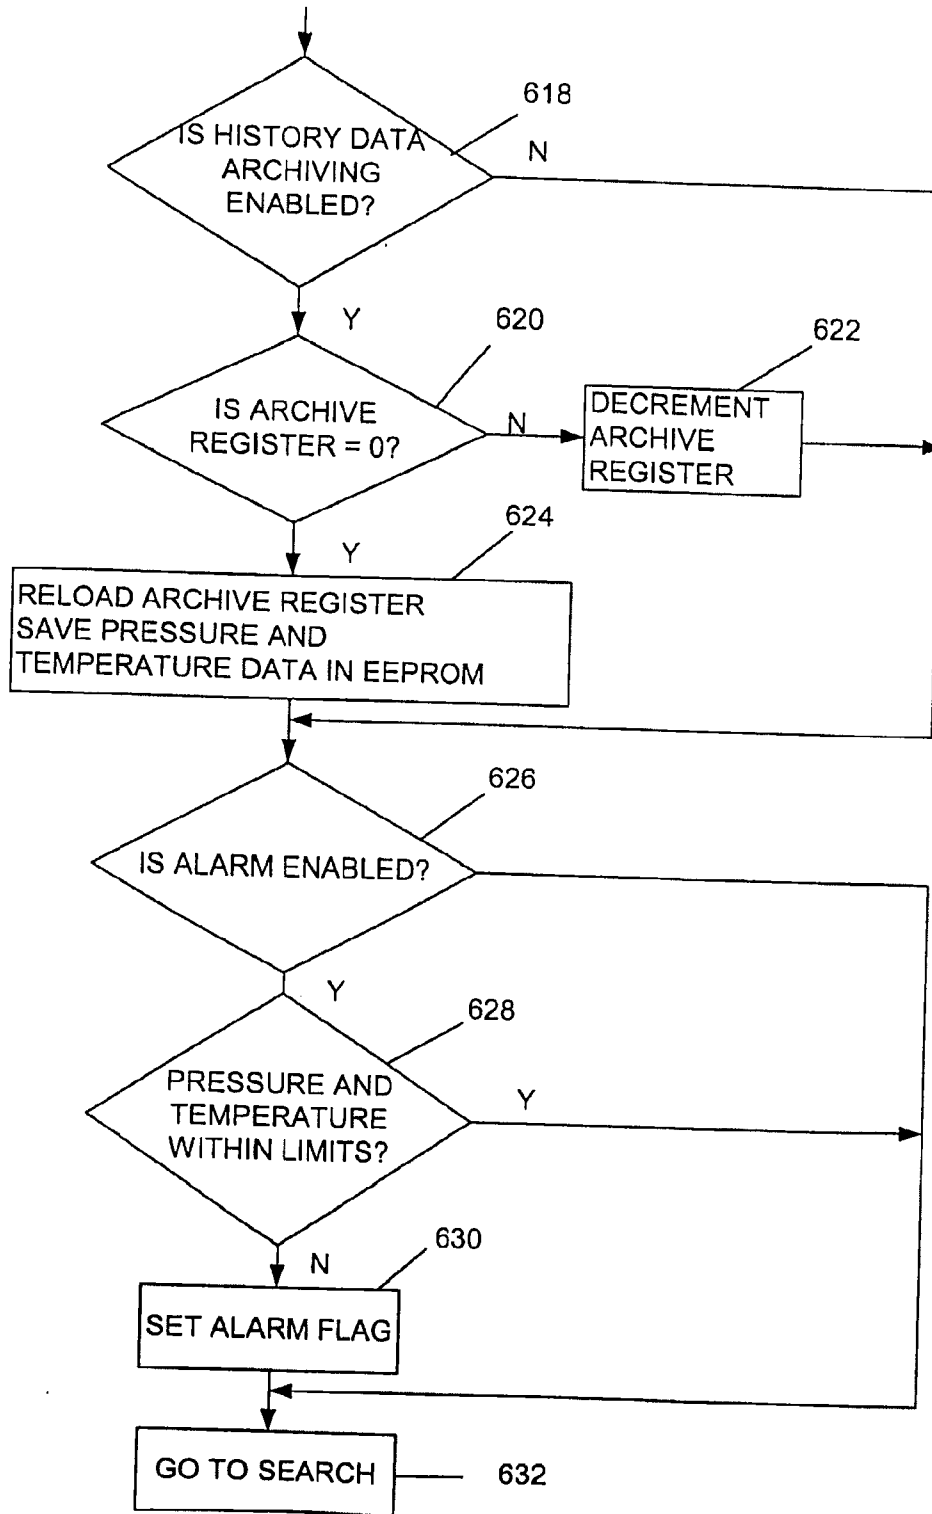 618
IS HISTORY DATA
ARCHIVING
ENABLED?
N
Y
620
622
IS ARCHIVE
REGISTER = 0?
N
DECREMENT
ARCHIVE
REGISTER
Y
624
RELOAD ARCHIVE REGISTER
SAVE PRESSURE AND
TEMPERATURE DATA IN EEPROM
626
IS ALARM ENABLED?
Y
628
PRESSURE AND
TEMPERATURE
WITHIN LIMITS?
Y
N
630
SET ALARM FLAG
GO TO SEARCH
632